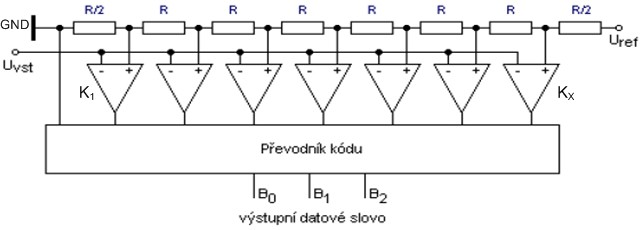 R/2 R R R R R R R/2
GND
Uref
Uvst
- + - + - + - + - + - + - +
K1 Kx
Převodník kódu
B0 B1 B2
výstupní datové slovo